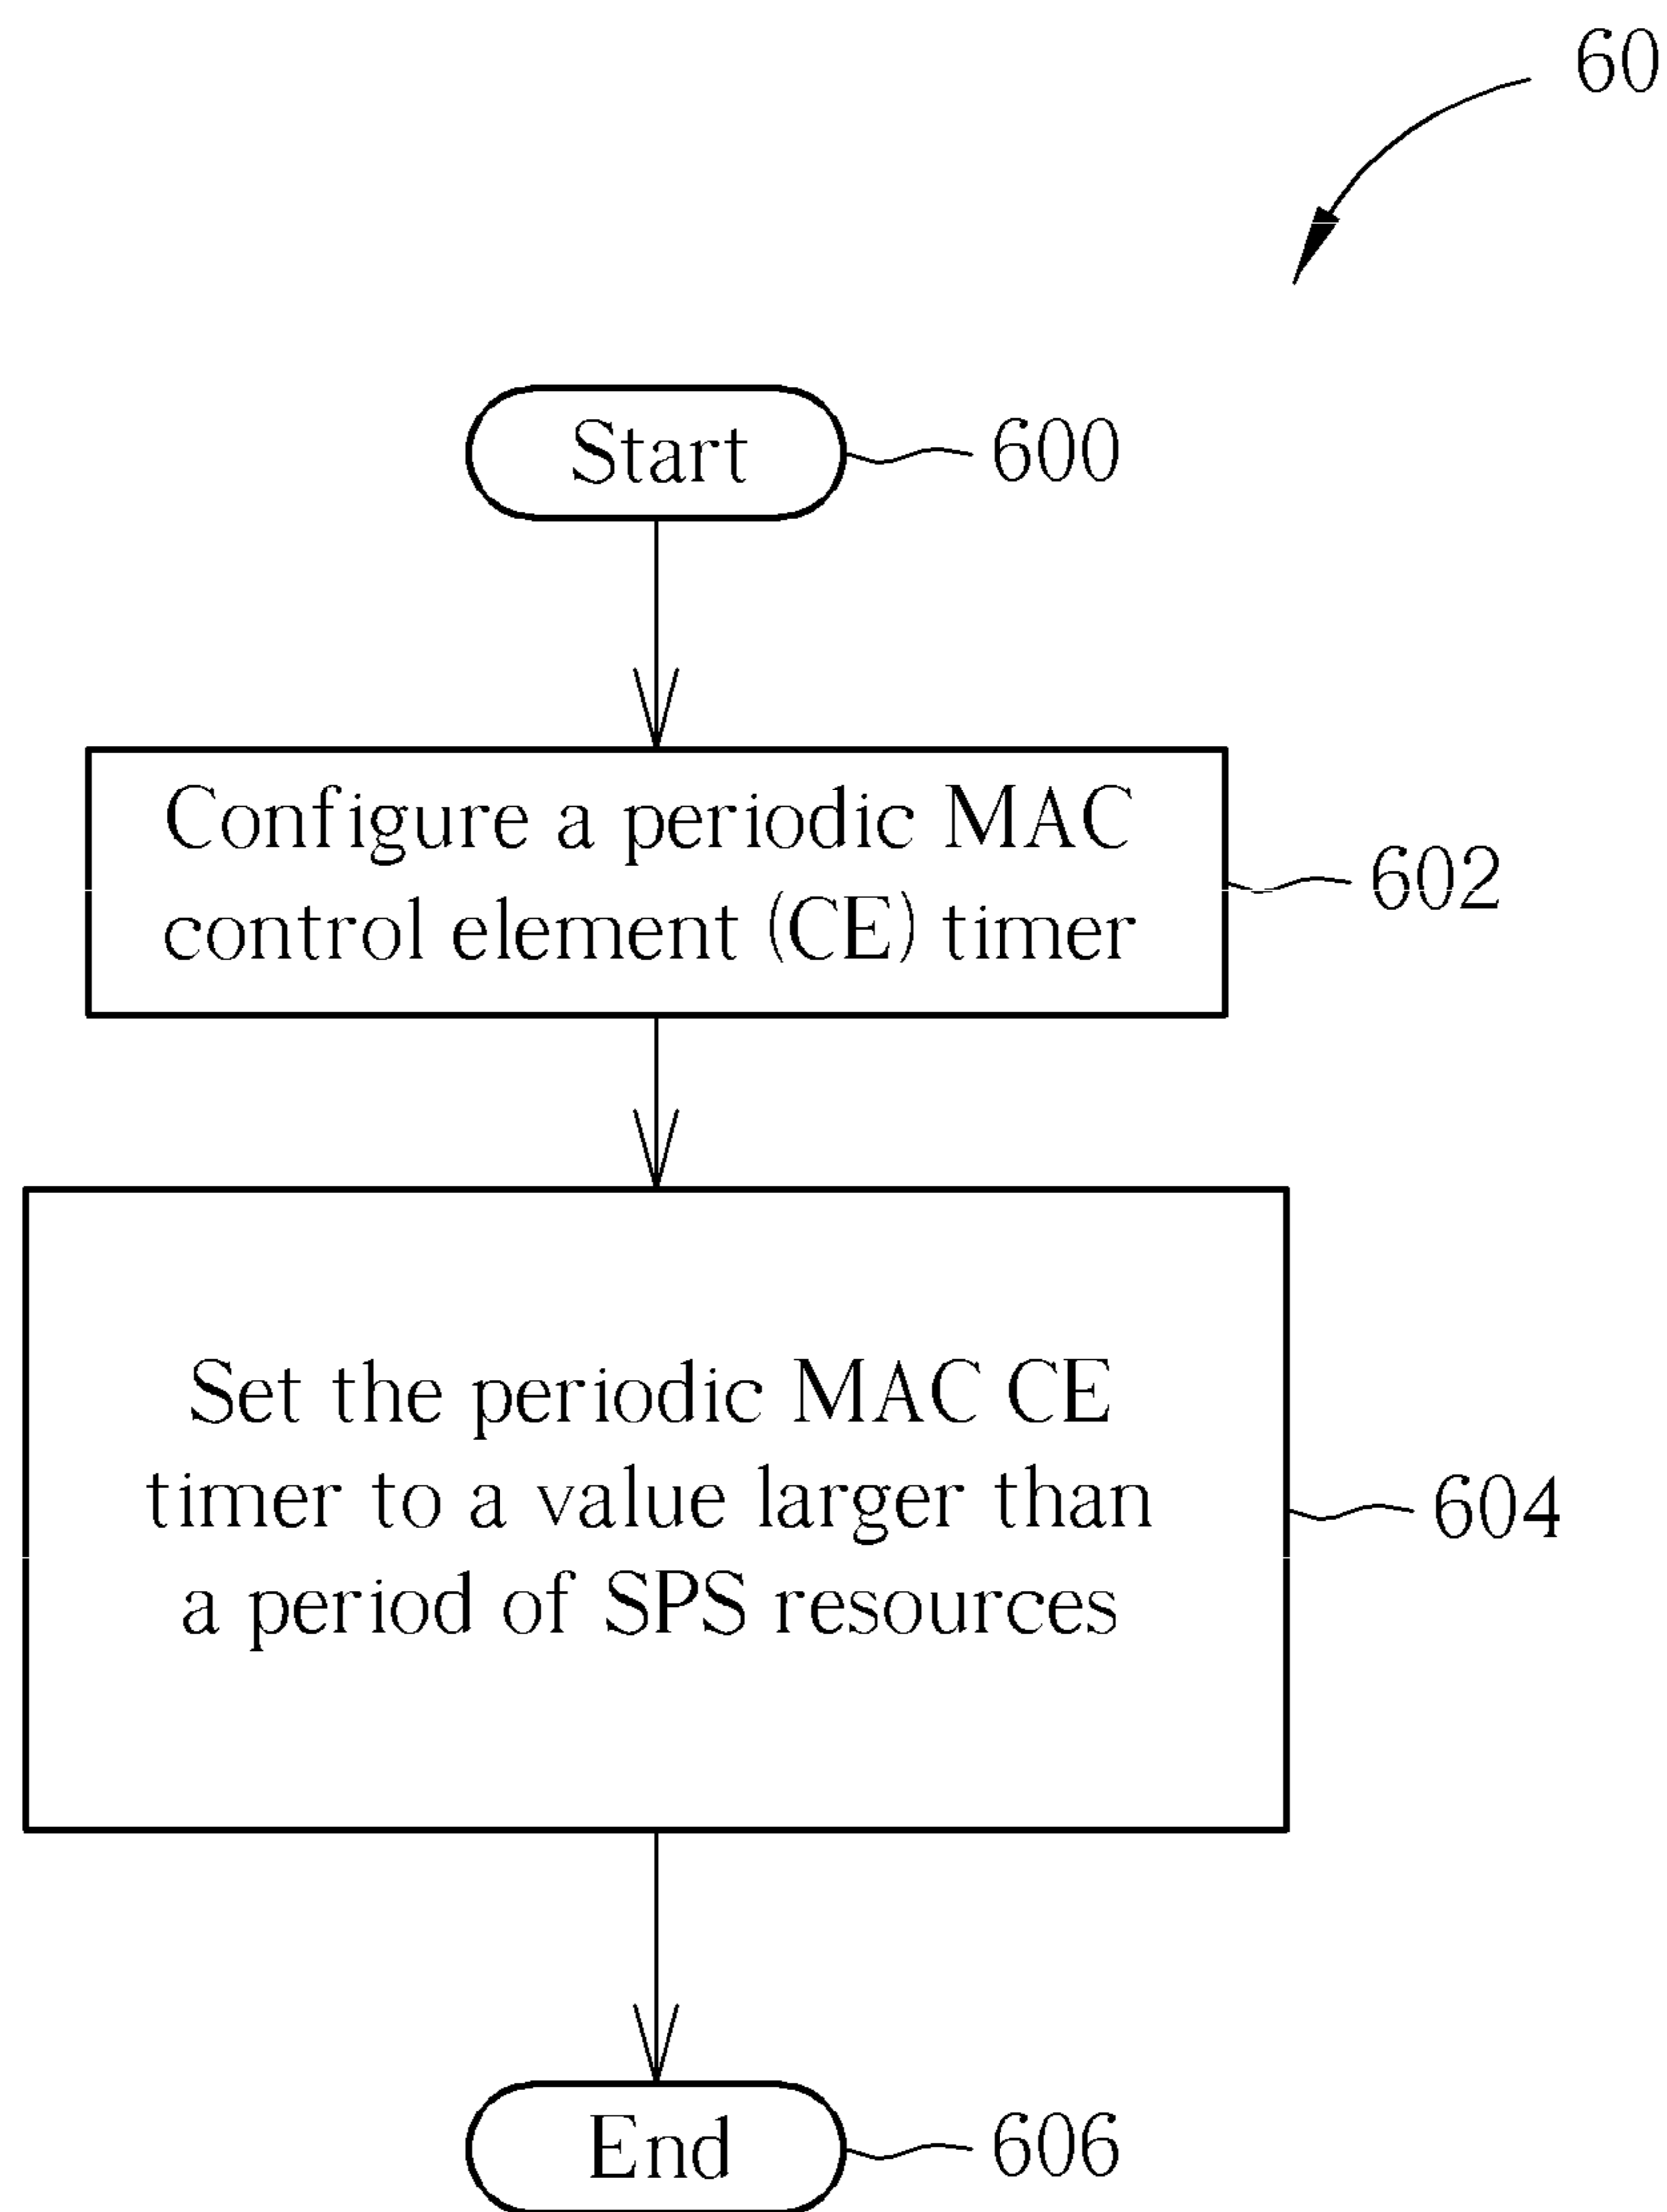 60
Start
600
Configure a periodic MAC
control element (CE) timer
602
Set the periodic MAC CE
timer to a value larger than
a period of SPS resources
604
End
606